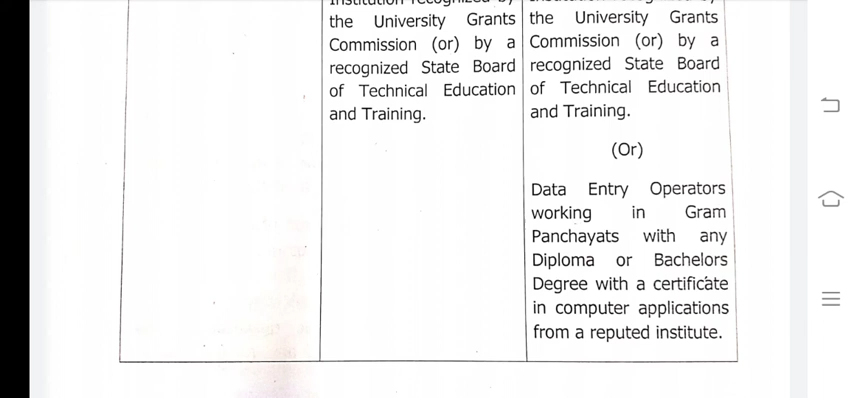 the University Grants
Commission (or) by a
recognized State Board
of Technical Education
and Training.
the University Grants
Commission (or) by a
recognized State Board
of Technical Education
and Training.
(Or)
Data Entry Operators
working in Gram
Panchayats with any
Diploma or Bachelors
Degree with a certificate
in computer applications
from a reputed institute.